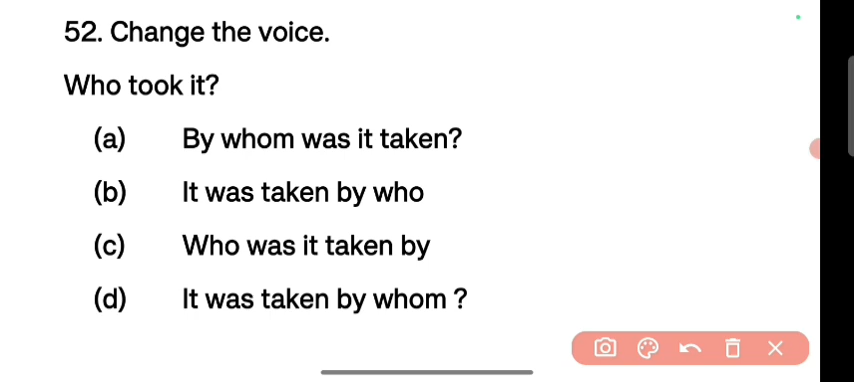 52. Change the voice.
Who took it?
(a) By whom was it taken?
(b) It was taken by who
(c) Who was it taken by
(d) It was taken by whom ?